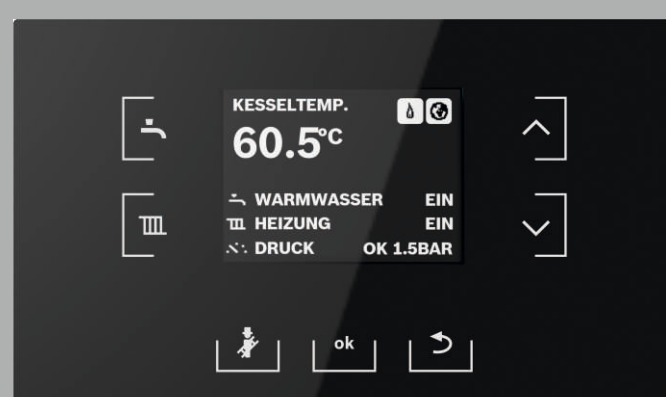 KESSELTEMP.
60.5°C
WARMWASSER EIN
HEIZUNG EIN
DRUCK OK 1.5BAR
ok